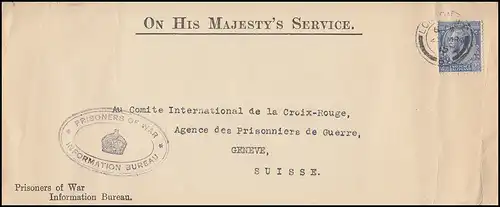 On His Majesty's Service.
Au Comite International de la Croix-Rouge,
Agence des Prisonniers de Guerre,
GENEVE,
SUISSE.
PRISONERS OF WAR
INFORMATION BUREAU
Prisoners of War
Information Bureau.